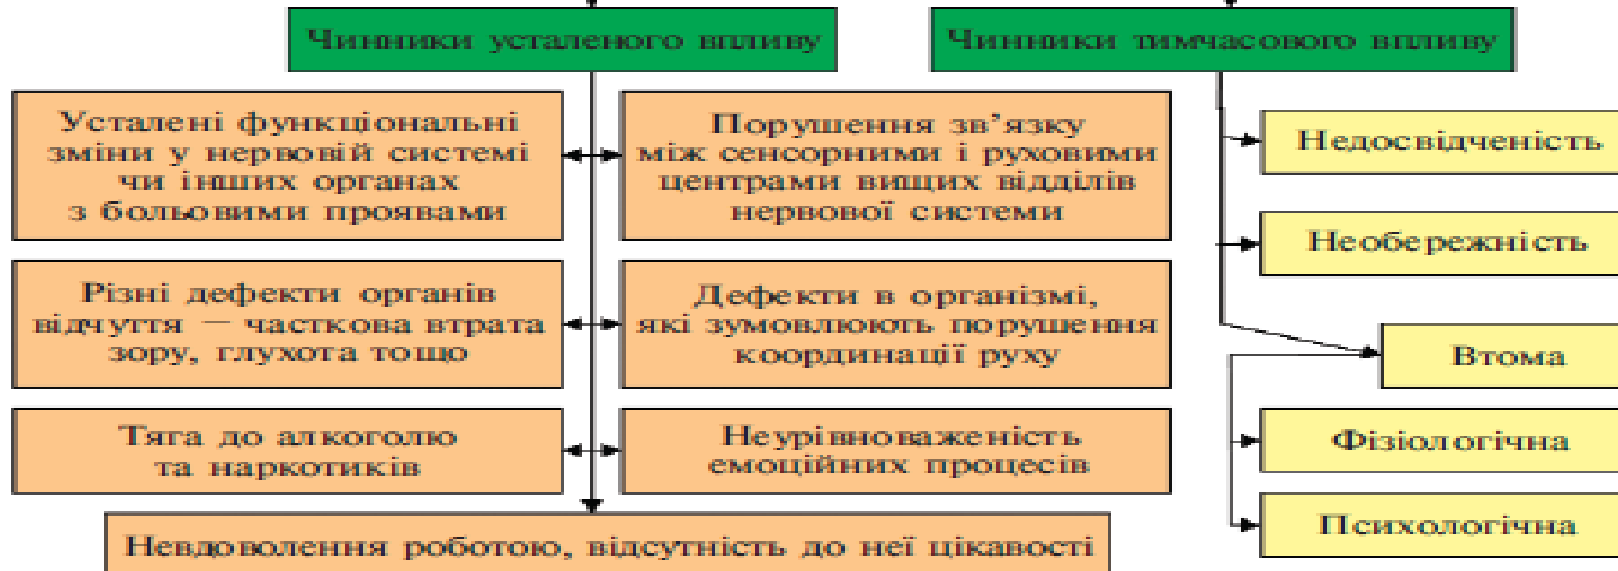 Чинники усталеного впливу
Чинники тимчасового впливу
Усталені функціональні
зміни у нервовій системі
чи інших органах
з больовими проявами
Порушення зв’язку
між сенсорними і руховими
центрами вищих відділів
нервової системи
Різні дефекти органів
відчуття — часткова втрата
зору, глухота тощо
Дефекти в організмі,
які зумовлюють порушення
координації руху
Тяга до алкоголю
та наркотиків
Неурівноваженість
емоційних процесів
Невдоволення роботою, відсутність до неї цікавості
Недосвідченість
Необережність
Втома
Фізіологічна
Психологічна